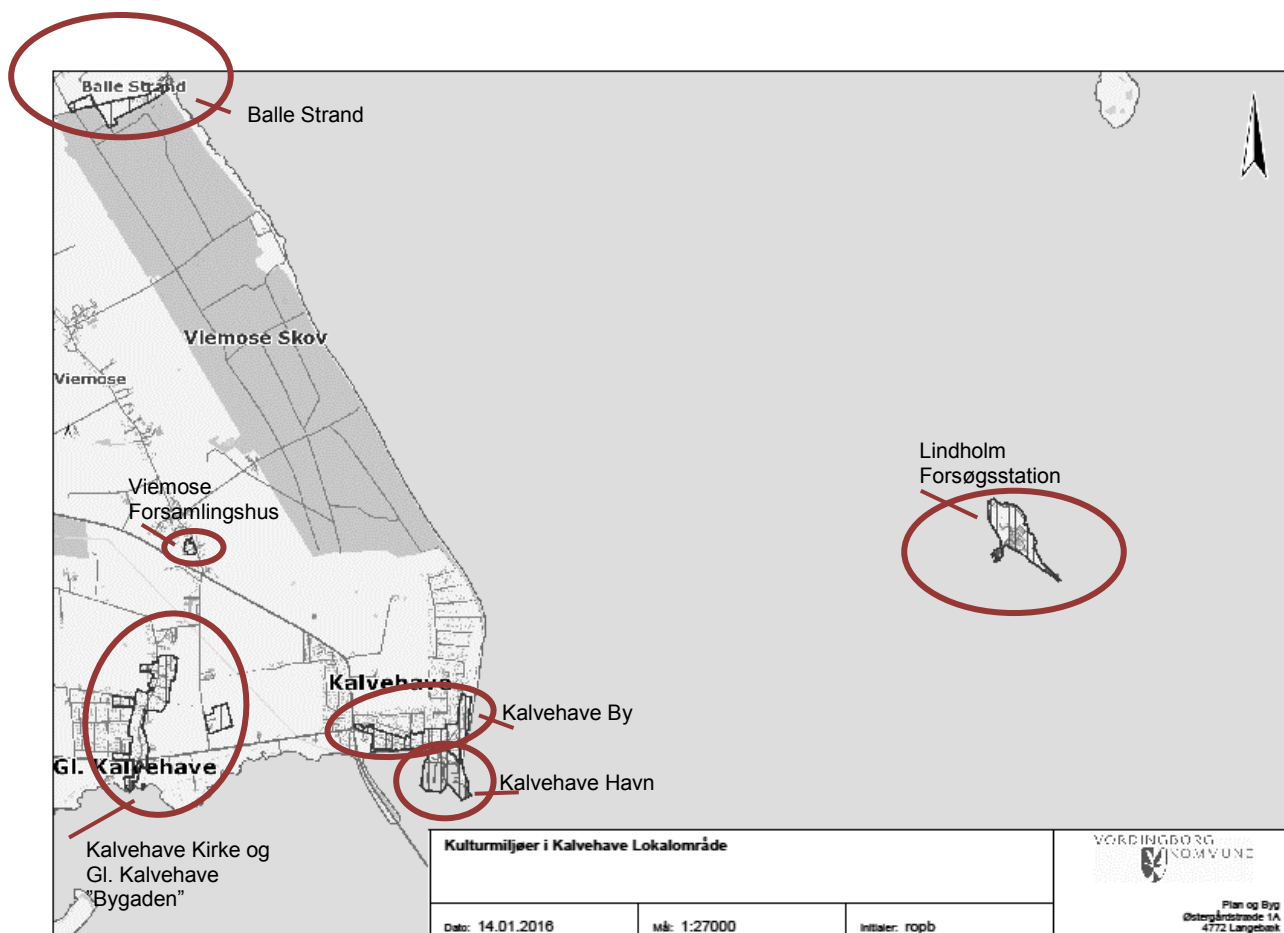 Balle Strand
Balle Strand
Viemose Skov
Viemose
Lindholm
Forsøgsstation
Viemose
Forsamlingshus
Kalvehave
Kalvehave By
Gl. Kalvehave
Kalvehave Havn
Kalvehave Kirke og
Gl. Kalvehave
"Bygaden"
Kulturmiljøer i Kalvehave Lokalområde
VORDINGBORG
KOMMUNE
Plan og Byg
Østergårdstræde 1A
4772 Langebæk
Dato: 14.01.2016
Mål: 1:27000
Initialer: ropb